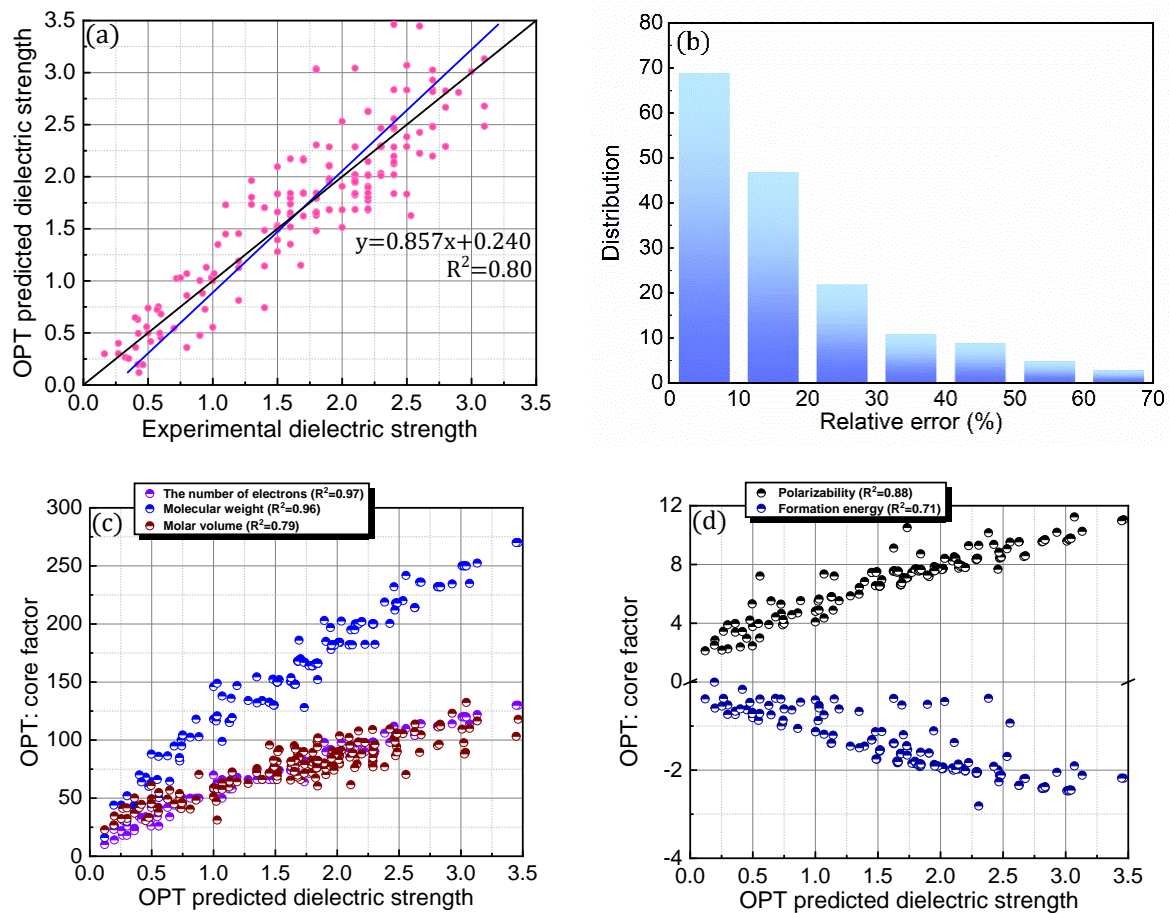 (a)
3.5
3.0
2.5
2.0
1.5
1.0
0.5
0.0
OPT predicted dielectric strength
y=0.857x+0.240
R²=0.80
0.5 1.0 1.5 2.0 2.5 3.0 3.5
Experimental dielectric strength
(b)
80
70
60
50
40
30
20
10
0
Distribution
0 10 20 30 40 50 60 70
Relative error (%)
The number of electrons (R²=0.97)
Molecular weight (R²=0.96)
Molar volume (R²=0.79)
(c)
300
250
200
150
100
50
0
OPT: core factor
0.0 0.5 1.0 1.5 2.0 2.5 3.0 3.5
OPT predicted dielectric strength
Polarizability (R²=0.88)
Formation energy (R²=0.71)
(d)
12
8
4
0
-2
-4
OPT: core factor
0.0 0.5 1.0 1.5 2.0 2.5 3.0 3.5
OPT predicted dielectric strength